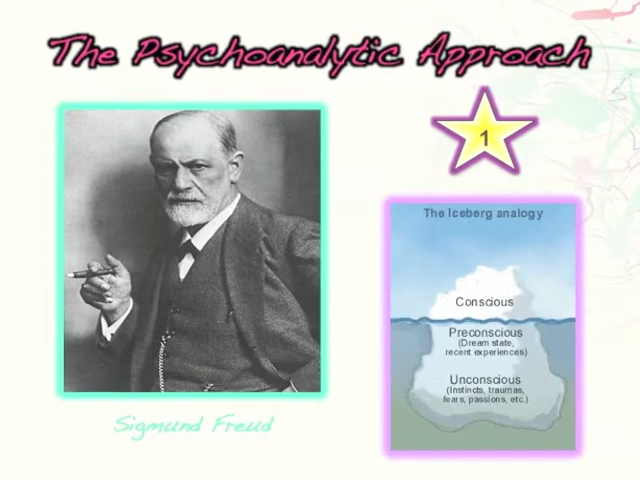 The Psychoanalytic Approach
1
The Iceberg analogy
Conscious
Preconscious
(Dream state,
recent experiences)
Unconscious
(Instincts, traumas,
fears, passions, etc.)
Sigmund Freud